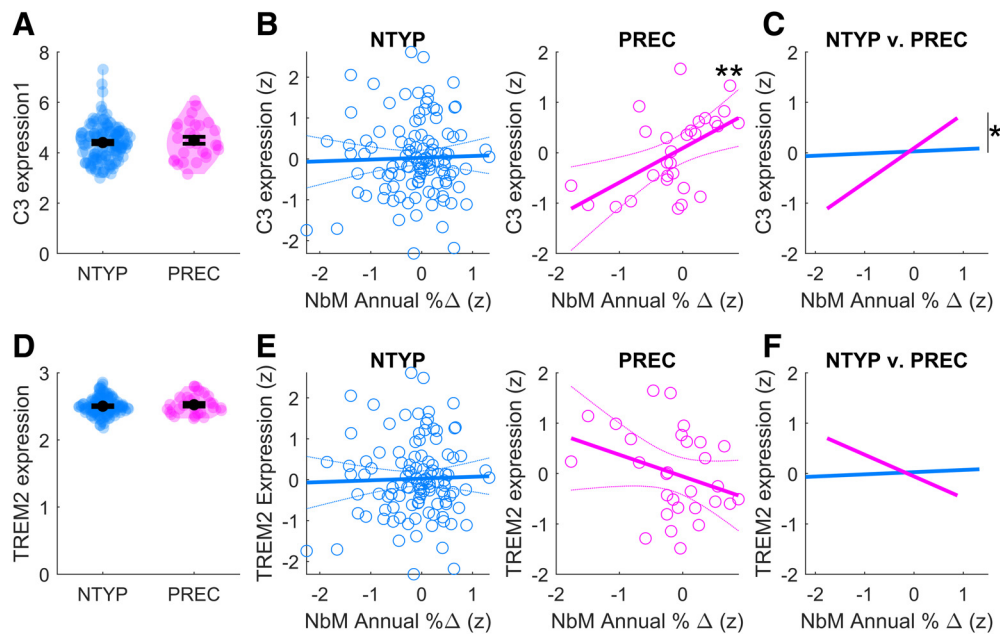 A
B
C
NTYP
PREC
NTYP v. PREC
C3 expression1
8
6
4
2
0
NTYP
PREC
C3 expression (z)
2
1
0
-1
-2
-2
-1
0
1
NbM Annual %Δ (z)
C3 expression (z)
2
1
0
-1
-2
-2
-1
0
NbM Annual % Δ (z)
**
C3 expression (z)
2
1
0
-1
-2
-2
-1
0
1
NbM Annual % Δ (z)
*
D
E
F
NTYP
PREC
NTYP v. PREC
TREM2 expression
3
2
1
0
NTYP
PREC
TREM2 Expression (z)
2
1
0
-1
-2
-2
-1
0
1
NbM Annual %Δ (z)
TREM2 expression (z)
2
1
0
-1
-2
-2
-1
0
NbM Annual % Δ (z)
TREM2 expression (z)
2
1
0
-1
-2
-2
-1
0
1
NbM Annual % Δ (z)